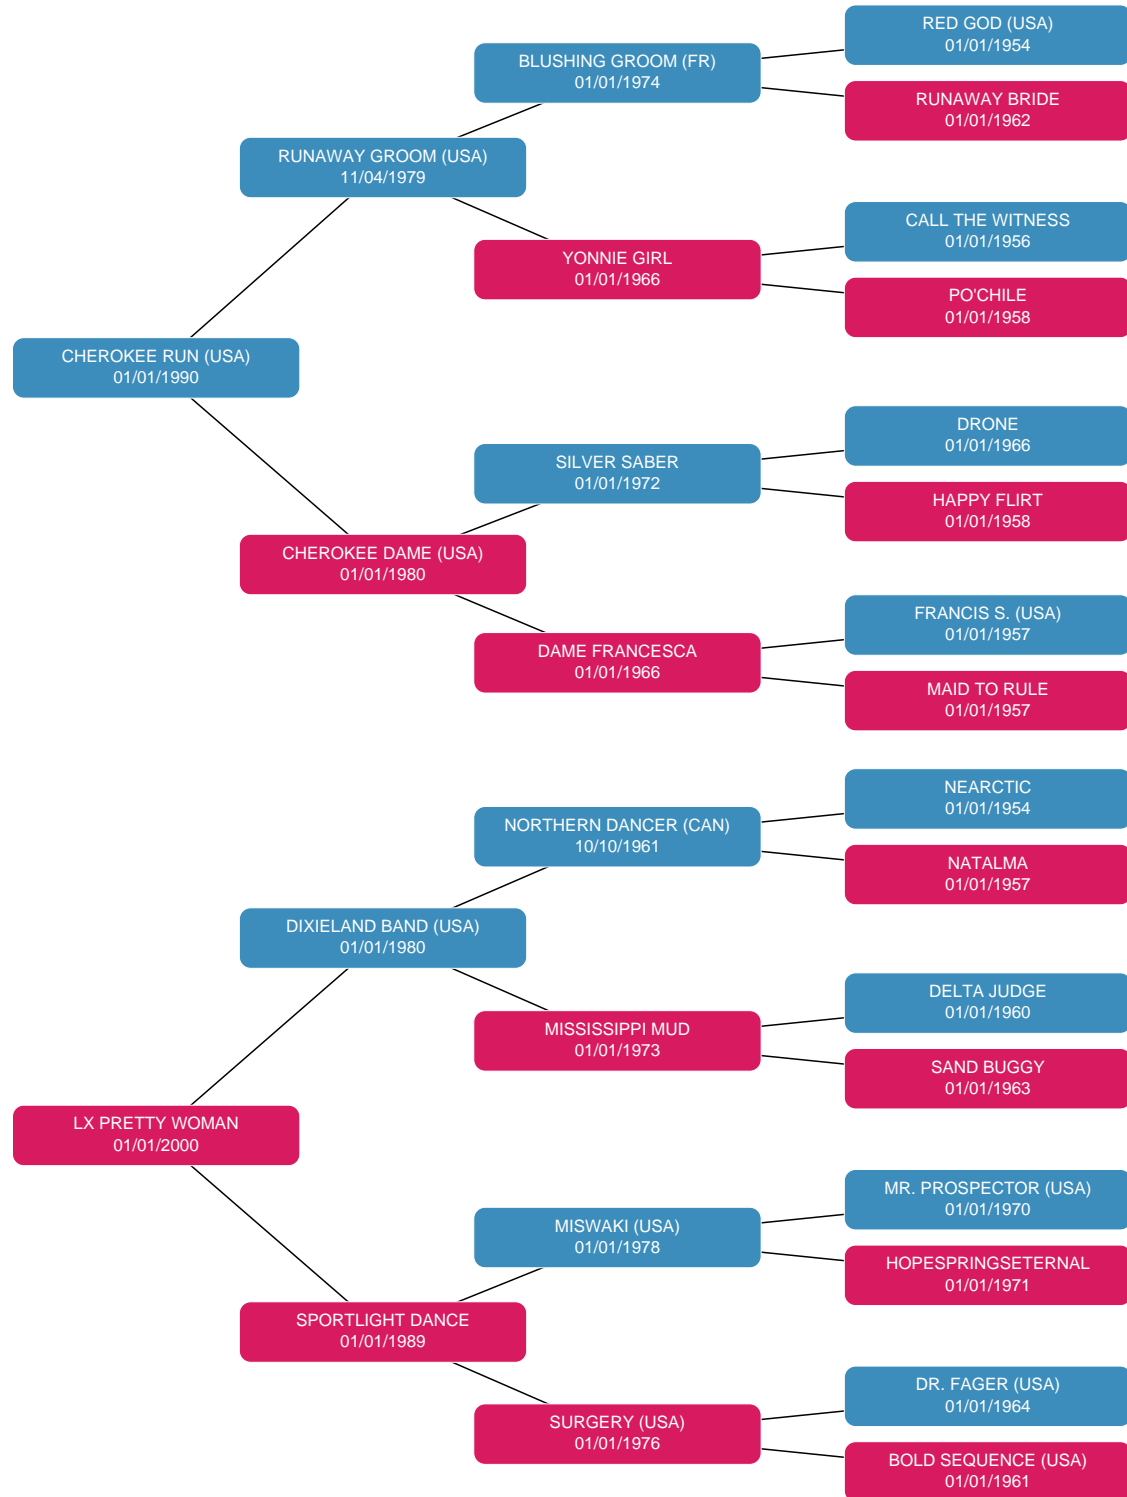 RED GOD (USA)
01/01/1954
BLUSHING GROOM (FR)
01/01/1974
RUNAWAY BRIDE
01/01/1962
RUNAWAY GROOM (USA)
11/04/1979
CALL THE WITNESS
01/01/1956
YONNIE GIRL
01/01/1966
PO'CHILE
01/01/1958
CHEROKEE RUN (USA)
01/01/1990
DRONE
01/01/1966
SILVER SABER
01/01/1972
HAPPY FLIRT
01/01/1958
CHEROKEE DAME (USA)
01/01/1980
FRANCIS S. (USA)
01/01/1957
DAME FRANCESCA
01/01/1966
MAID TO RULE
01/01/1957
NEARCTIC
01/01/1954
NORTHERN DANCER (CAN)
10/10/1961
NATALMA
01/01/1957
DIXIELAND BAND (USA)
01/01/1980
DELTA JUDGE
01/01/1960
MISSISSIPPI MUD
01/01/1973
SAND BUGGY
01/01/1963
LX PRETTY WOMAN
01/01/2000
MR. PROSPECTOR (USA)
01/01/1970
MISWAKI (USA)
01/01/1978
HOPESPRINGSETERNAL
01/01/1971
SPORTLIGHT DANCE
01/01/1989
DR. FAGER (USA)
01/01/1964
SURGERY (USA)
01/01/1976
BOLD SEQUENCE (USA)
01/01/1961